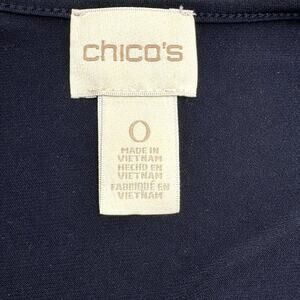 chico's
0
MADE IN
VIETNAM
HECHO EN
VIETNAM
FABRIQUÉ EN
VIETNAM